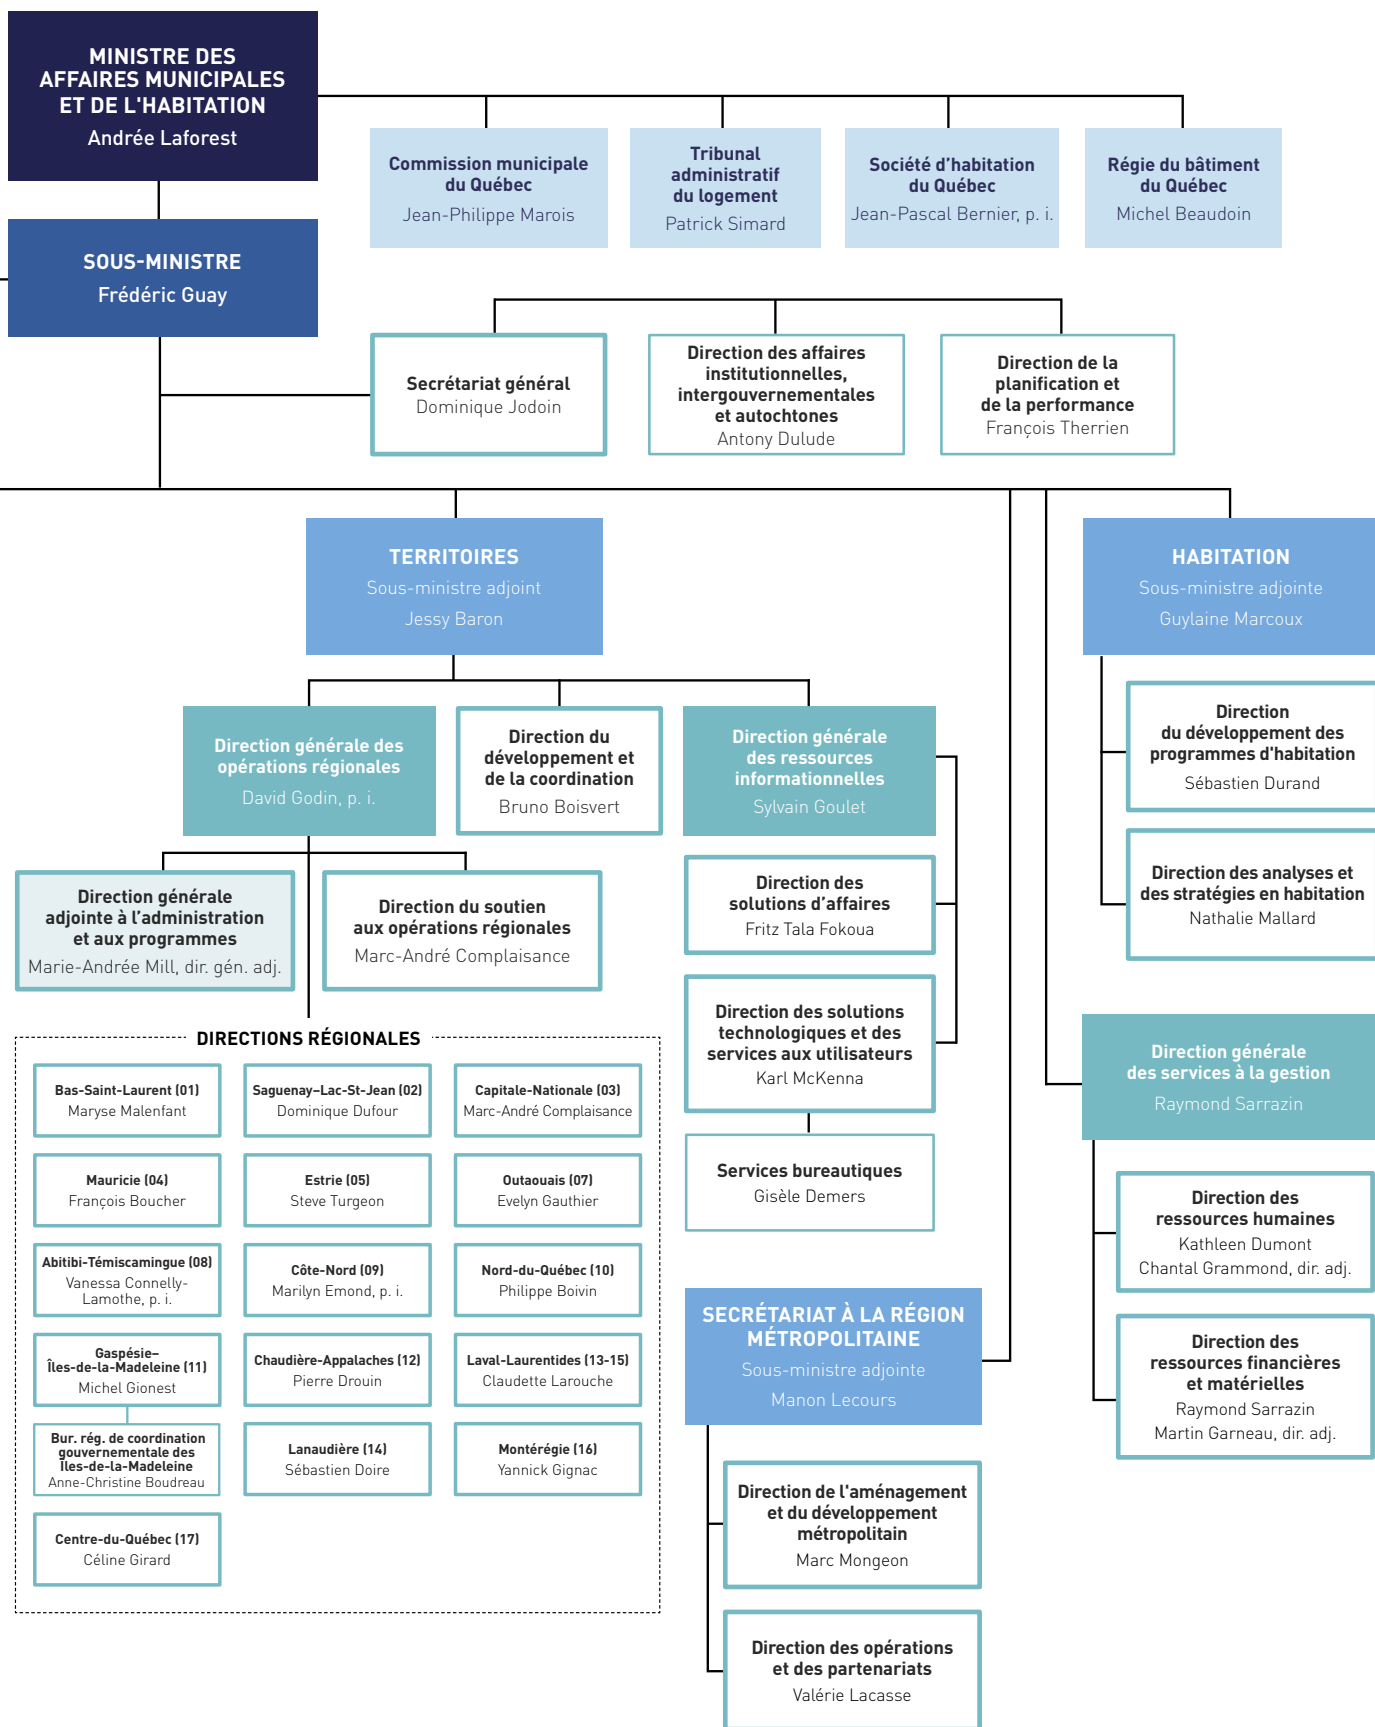 MINISTRE DES
AFFAIRES MUNICIPALES
ET DE L'HABITATION
Andrée Laforest
Commission municipale
du Québec
Jean-Philippe Marois
Tribunal
administratif
du logement
Patrick Simard
Société d'habitation
du Québec
Jean-Pascal Bernier, p. i.
Régie du bâtiment
du Québec
Michel Beaudoin
SOUS-MINISTRE
Frédéric Guay
Secrétariat général
Dominique Jodoin
Direction des affaires
institutionnelles,
intergouvernementales
et autochtones
Antony Dulude
Direction de la
planification et
de la performance
François Therrien
TERRITOIRES
Sous-ministre adjoint
Jessy Baron
HABITATION
Sous-ministre adjointe
Guylaine Marcoux
Direction générale des
opérations régionales
David Godin, p. i.
Direction du
développement et
de la coordination
Bruno Boisvert
Direction générale
des ressources
informationnelles
Sylvain Goulet
Direction
du développement des
programmes d'habitation
Sébastien Durand
Direction des analyses et
des stratégies en habitation
Nathalie Mallard
Direction générale
adjointe à l'administration
et aux programmes
Marie-Andrée Mill, dir. gén. adj.
Direction du soutien
aux opérations régionales
Marc-André Complaisance
Direction des
solutions d'affaires
Fritz Tala Fokoua
Direction des solutions
technologiques et des
services aux utilisateurs
Karl McKenna
Services bureautiques
Gisèle Demers
DIRECTIONS RÉGIONALES
Bas-Saint-Laurent (01)
Maryse Malenfant
Saguenay–Lac-St-Jean (02)
Dominique Dufour
Capitale-Nationale (03)
Marc-André Complaisance
Mauricie (04)
François Boucher
Estrie (05)
Steve Turgeon
Outaouais (07)
Evelyn Gauthier
Abitibi-Témiscamingue (08)
Vanessa Connelly-
Lamothe, p. i.
Côte-Nord (09)
Marilyn Emond, p. i.
Nord-du-Québec (10)
Philippe Boivin
Gaspésie–
Îles-de-la-Madeleine (11)
Michel Gionest
Chaudière-Appalaches (12)
Pierre Drouin
Laval-Laurentides (13-15)
Claudette Larouche
Bur. rég. de coordination
gouvernementale des
Îles-de-la-Madeleine
Anne-Christine Boudreau
Lanaudière (14)
Sébastien Doire
Montérégie (16)
Yannick Gignac
Centre-du-Québec (17)
Céline Girard
Direction générale
des services à la gestion
Raymond Sarrazin
Direction des
ressources humaines
Kathleen Dumont
Chantal Grammond, dir. adj.
Direction des
ressources financières
et matérielles
Raymond Sarrazin
Martin Garneau, dir. adj.
SECRÉTARIAT À LA RÉGION
MÉTROPOLITAINE
Sous-ministre adjointe
Manon Lecours
Direction de l'aménagement
et du développement
métropolitain
Marc Mongeon
Direction des opérations
et des partenariats
Valérie Lacasse